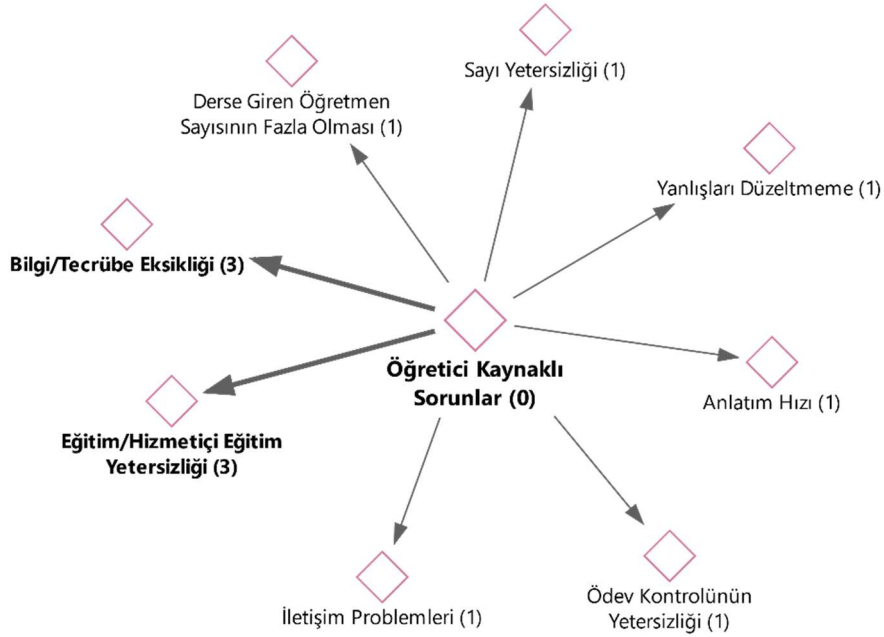 Sayı Yetersizliği (1)
Derse Giren Öğretmen
Sayısının Fazla Olması (1)
Yanlışları Düzeltmeme (1)
Bilgi/Tecrübe Eksikliği (3)
Öğretici Kaynaklı
Sorunlar (0)
Anlatım Hızı (1)
Eğitim/Hizmetiçi Eğitim
Yetersizliği (3)
İletişim Problemleri (1)
Ödev Kontrolünün
Yetersizliği (1)